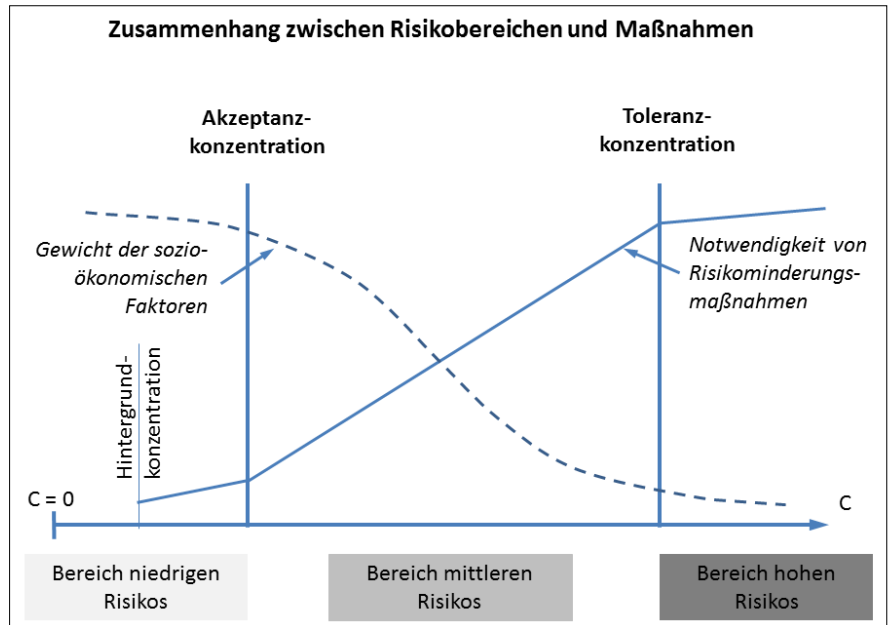 Zusammenhang zwischen Risikobereichen und Maßnahmen
Akzeptanz-
konzentration
Toleranz-
konzentration
Gewicht der sozio-
ökonomischen
Faktoren
Notwendigkeit von
Risikominderungs-
maßnahmen
Hintergrund-
konzentration
C = 0
C
Bereich niedrigen
Risikos
Bereich mittleren
Risikos
Bereich hohen
Risikos